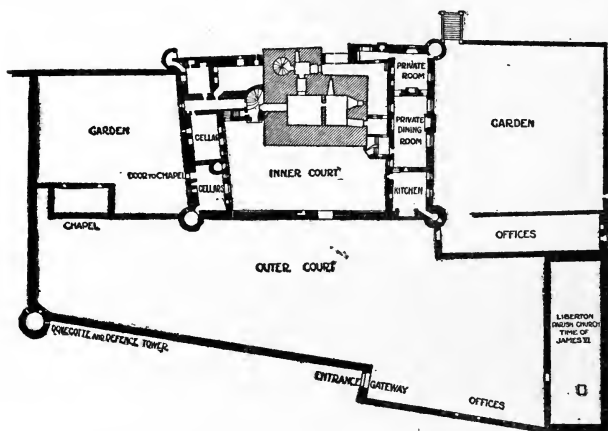 PRIVATE
ROOM
GARDEN
PRIVATE
DINING
ROOM
GARDEN
CELLAR
DOOR TO CHAPEL
CELLARS
INNER COURT
KITCHEN
CHAPEL
OFFICES
OUTER COURT
LIBERTON
PARISH CHURCH
TIME OF
JAMES VI
DOVECOTTE AND DEFENCE TOWER
ENTRANCE GATEWAY
OFFICES